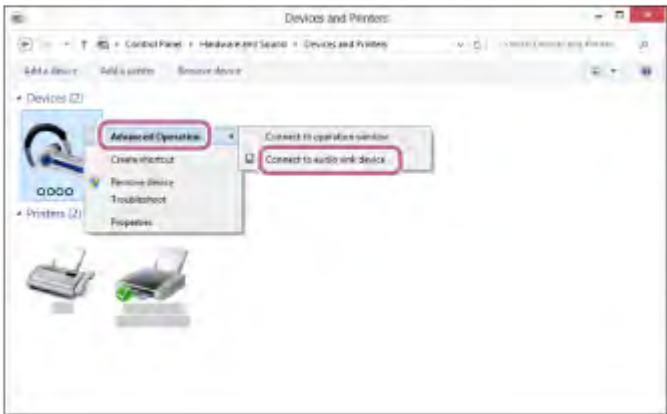 Devices and Printers
Control Panel ▸ Hardware and Sound ▸ Devices and Printers
Add a device Add a printer Remove device
Devices (2)
Advanced Operation
Connect to operation window
Create shortcut
Connect to audio sink device
Remove device
OOOO
Troubleshoot
Printers (2)
Properties